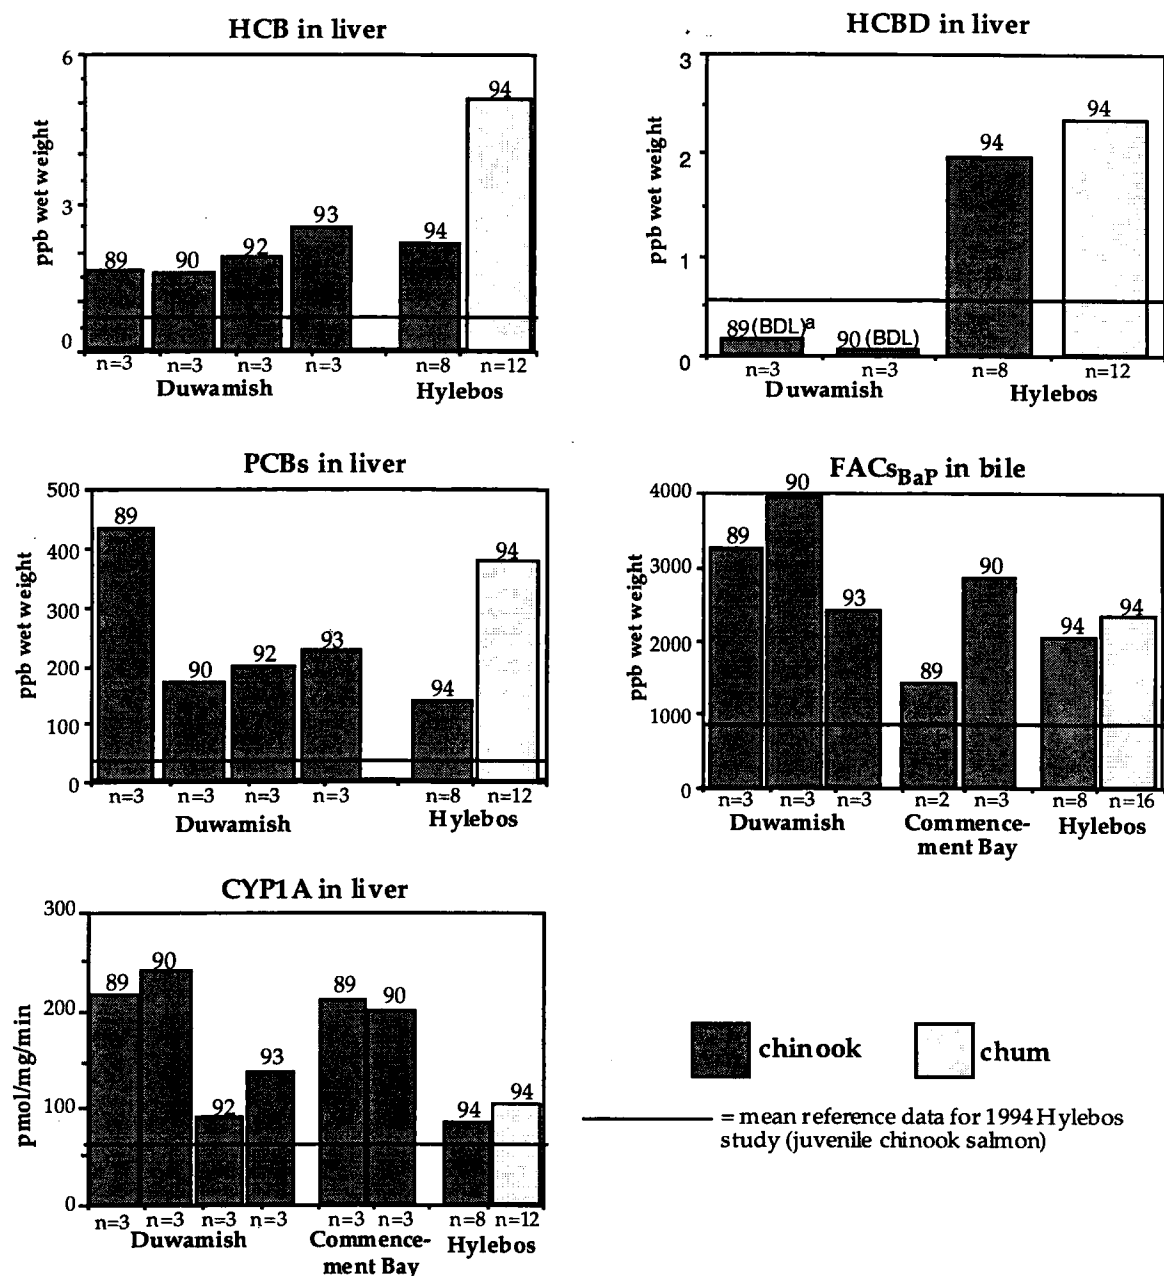 HCB in liver
6
3
0
ppb wet weight
89
90
92
93
94
94
n=3
n=3
n=3
n=3
n=8
n=12
Duwamish
Hylebos
HCBD in liver
3
2
1
0
ppb wet weight
89(BDL)a
90(BDL)
94
94
n=3
n=3
n=8
n=12
Duwamish
Hylebos
PCBs in liver
500
400
300
200
100
0
ppb wet weight
89
90
92
93
94
94
n=3
n=3
n=3
n=3
n=8
n=12
Duwamish
Hylebos
FACsBaP in bile
4000
3000
2000
1000
0
ppb wet weight
89
90
93
89
90
94
94
n=3
n=3
n=3
n=2
n=3
n=8
n=16
Duwamish
Commence-
ment Bay
Hylebos
CYP1A in liver
300
200
100
0
pmol/mg/min
89
90
92
93
89
90
94
94
n=3
n=3
n=3
n=3
n=3
n=3
n=8
n=12
Duwamish
Commence-
ment Bay
Hylebos
chinook
chum
= mean reference data for 1994 Hylebos
study (juvenile chinook salmon)